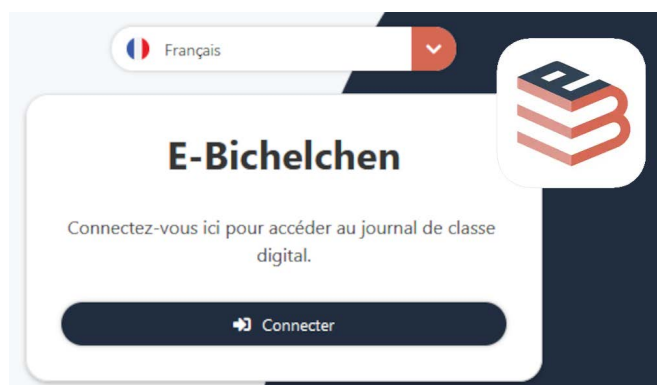 Français
E-Bichelchen
Connectez-vous ici pour accéder au journal de classe
digital.
Connecter